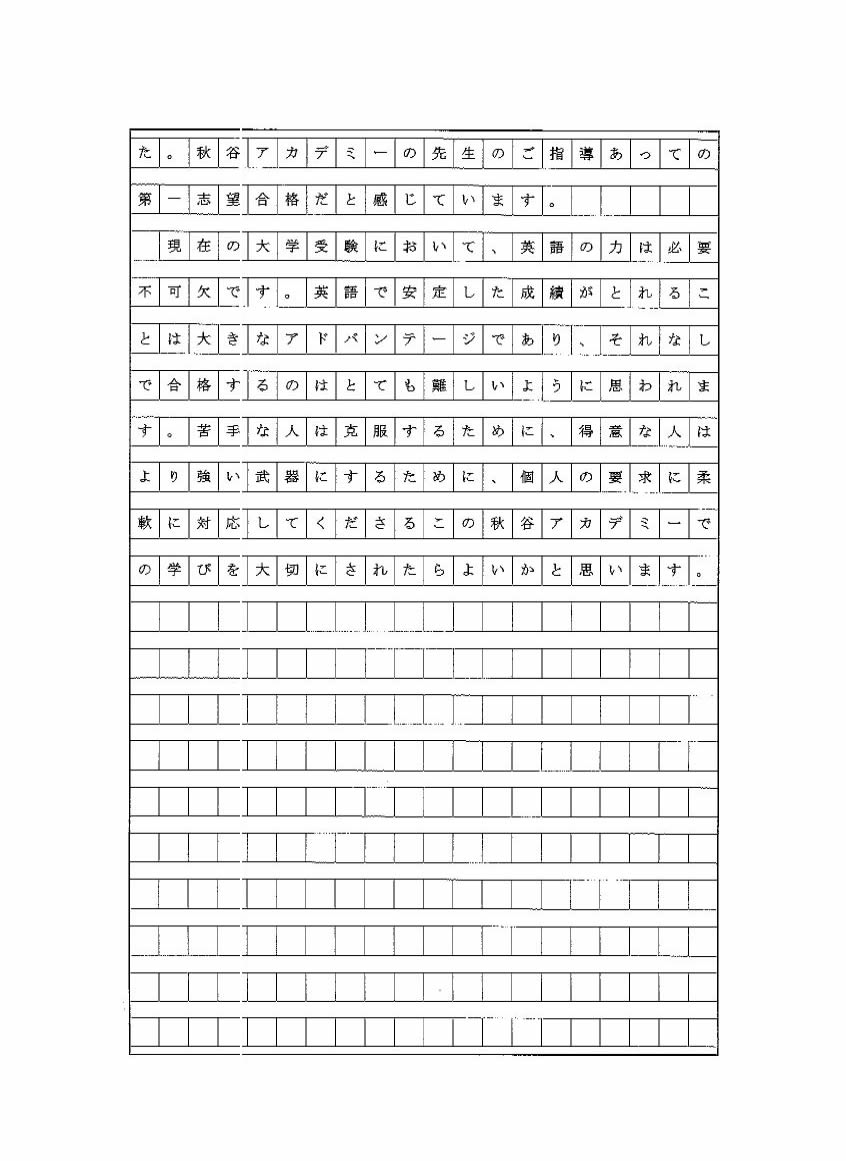 た。秋谷アカデミーの先生のご指導あっての
第一志望合格だと感じています。
　現在の大学受験において、英語の力は必要
不可欠です。英語で安定した成績がとれるこ
とは大きなアドバンテージであり、それなし
で合格するのはとても難しいように思われま
す。苦手な人は克服するために、得意な人は
より強い武器にするために、個人の要求に柔
軟に対応してくださるこの秋谷アカデミーで
の学びを大切にされたらよいかと思います。